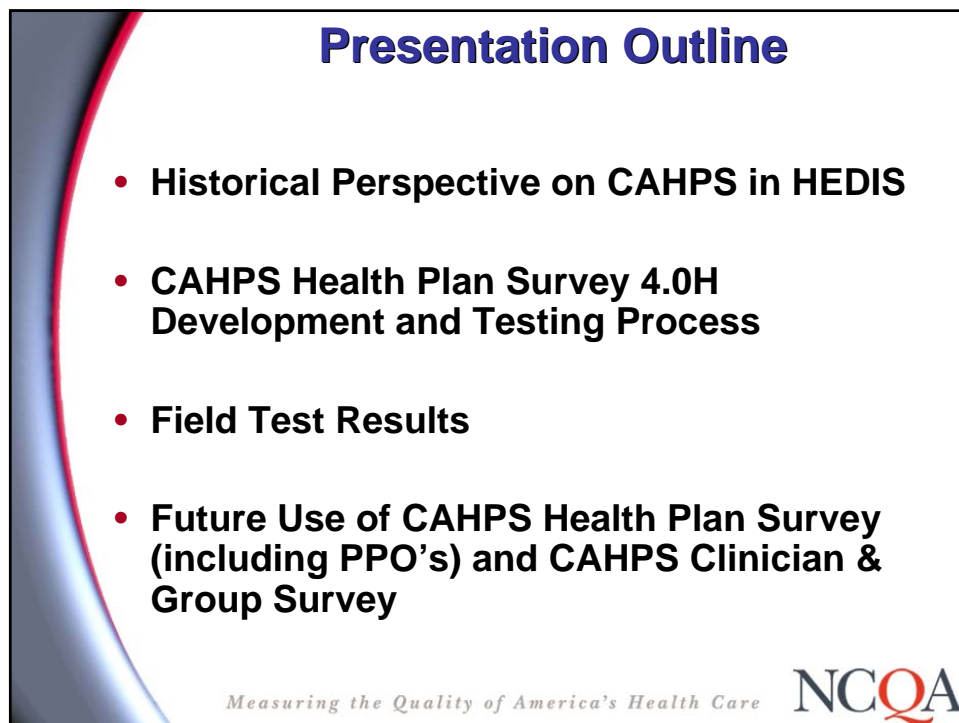 Presentation Outline
• Historical Perspective on CAHPS in HEDIS
• CAHPS Health Plan Survey 4.0H
Development and Testing Process
• Field Test Results
• Future Use of CAHPS Health Plan Survey
(including PPO's) and CAHPS Clinician &
Group Survey
Measuring the Quality of America's Health Care NCQA